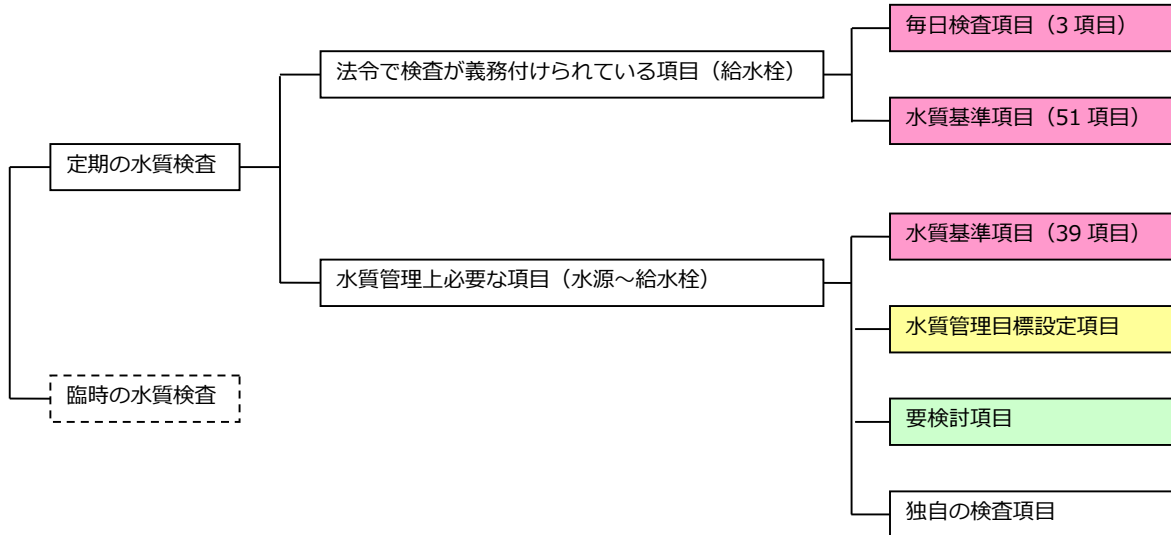 毎日検査項目（3 項目）
法令で検査が義務付けられている項目（給水栓）
水質基準項目（51 項目）
定期の水質検査
水質基準項目（39 項目）
水質管理上必要な項目（水源～給水栓）
水質管理目標設定項目
臨時の水質検査
要検討項目
独自の検査項目